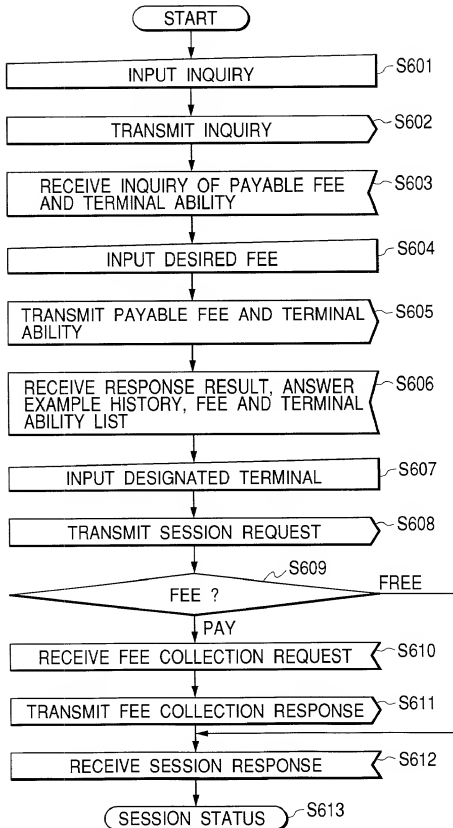 START
INPUT INQUIRY
S601
TRANSMIT INQUIRY
S602
RECEIVE INQUIRY OF PAYABLE FEE
AND TERMINAL ABILITY
S603
INPUT DESIRED FEE
S604
TRANSMIT PAYABLE FEE AND TERMINAL
ABILITY
S605
RECEIVE RESPONSE RESULT, ANSWER
EXAMPLE HISTORY, FEE AND TERMINAL
ABILITY LIST
S606
INPUT DESIGNATED TERMINAL
S607
TRANSMIT SESSION REQUEST
S608
S609
FEE ?
FREE
PAY
RECEIVE FEE COLLECTION REQUEST
S610
TRANSMIT FEE COLLECTION RESPONSE
S611
RECEIVE SESSION RESPONSE
S612
SESSION STATUS
S613